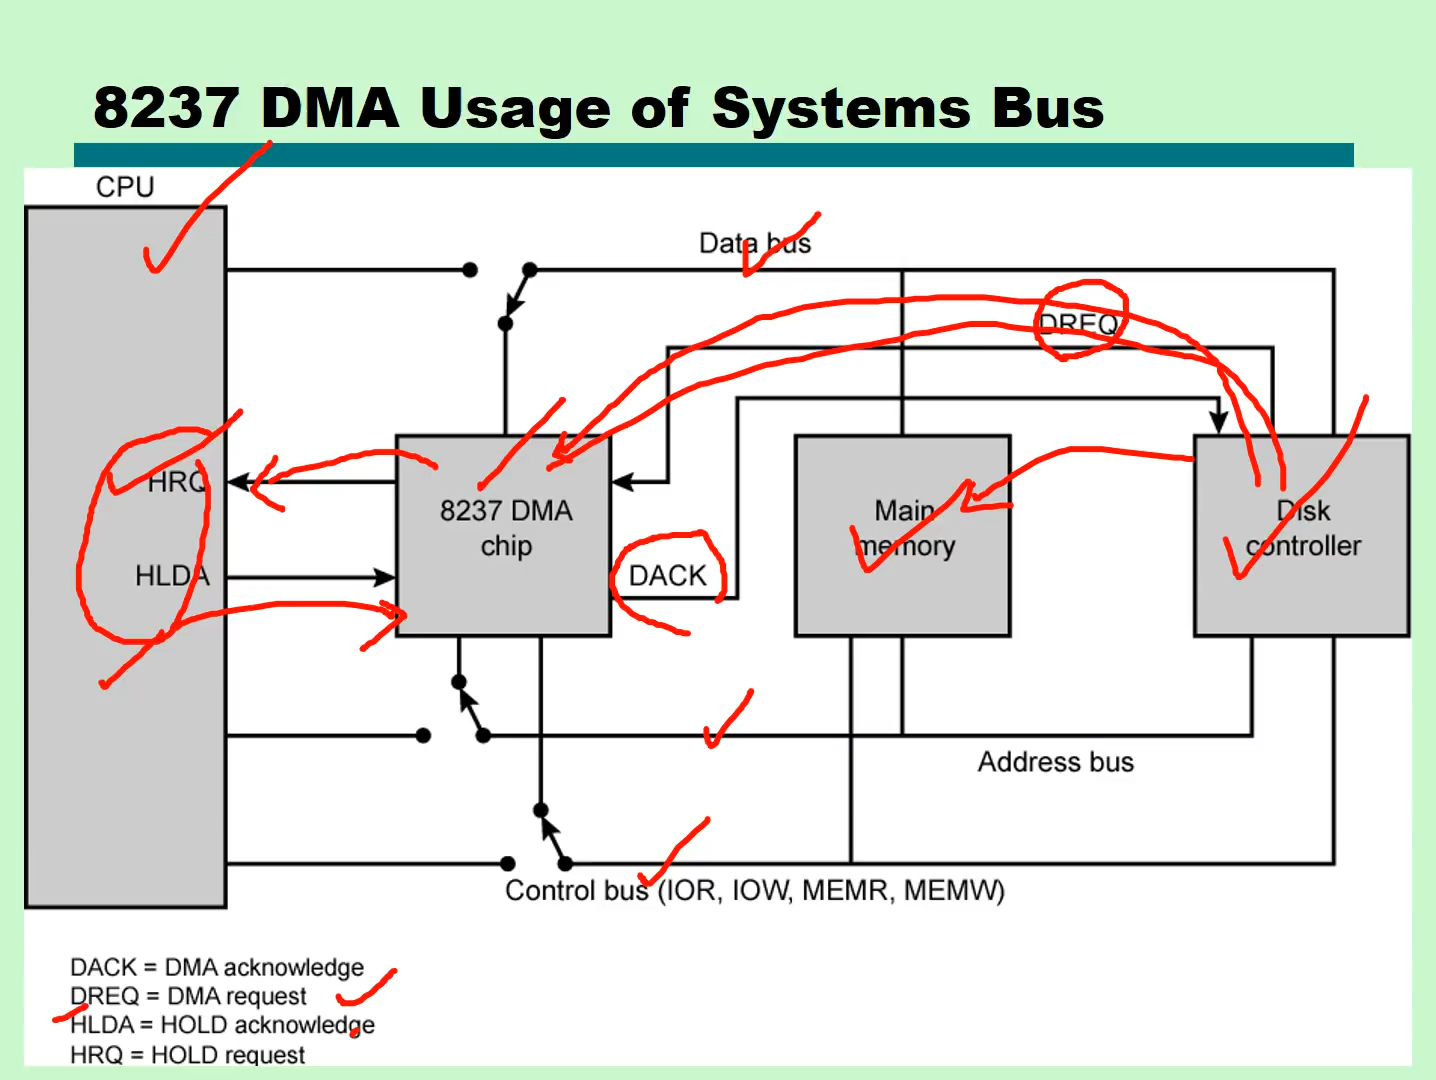 8237 DMA Usage of Systems Bus
CPU
Data bus
DREQ
HRQ
8237 DMA
chip
Main
memory
Disk
controller
HLDA
DACK
Address bus
Control bus (IOR, IOW, MEMR, MEMW)
DACK = DMA acknowledge
DREQ = DMA request
HLDA = HOLD acknowledge
HRQ = HOLD request